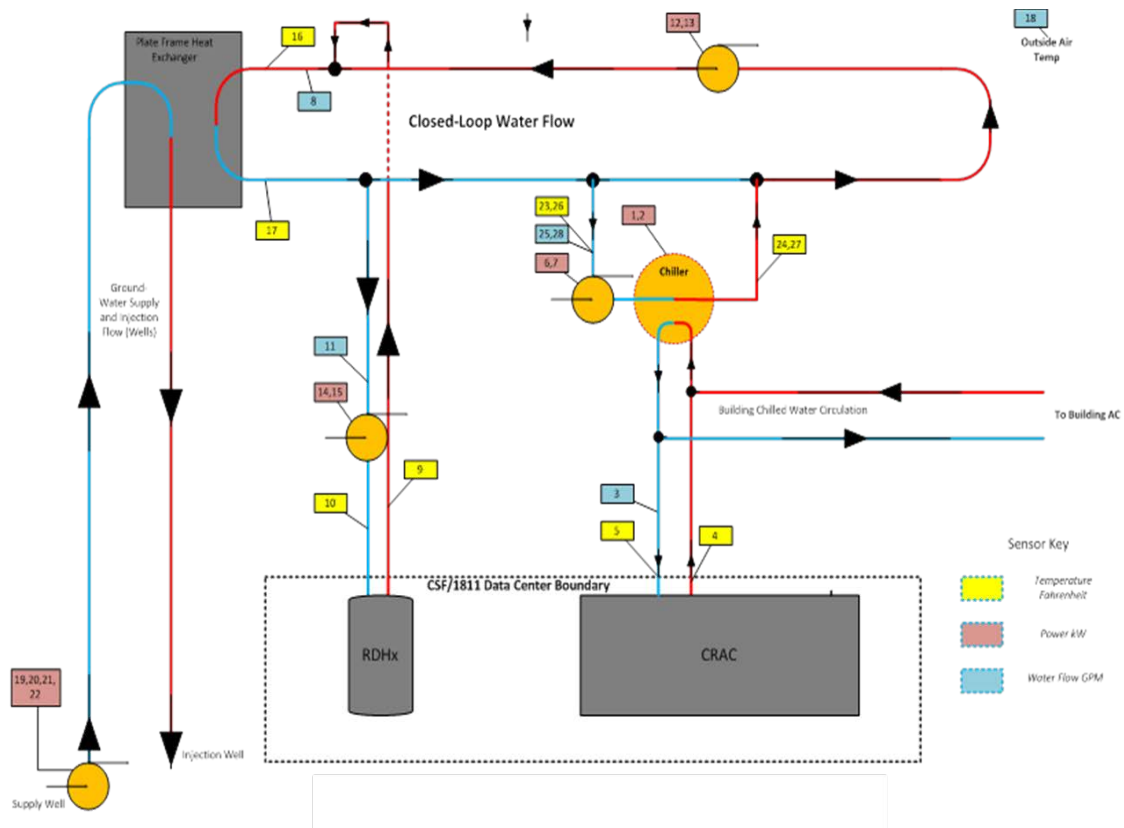 Plate Frame Heat
Exchanger
16
12,13
18
Outside Air
Temp
8
Closed-Loop Water Flow
17
23,26
25,28
6,7
1,2
Chiller
24,27
Ground-
Water Supply
and Injection
Flow (Wells)
11
14,15
Building Chilled Water Circulation
To Building AC
9
10
3
5
4
Sensor Key
Temperature
Fahrenheit
Power kW
Water Flow GPM
CSF/1811 Data Center Boundary
RDHx
CRAC
19,20,21,
22
Injection Well
Supply Well